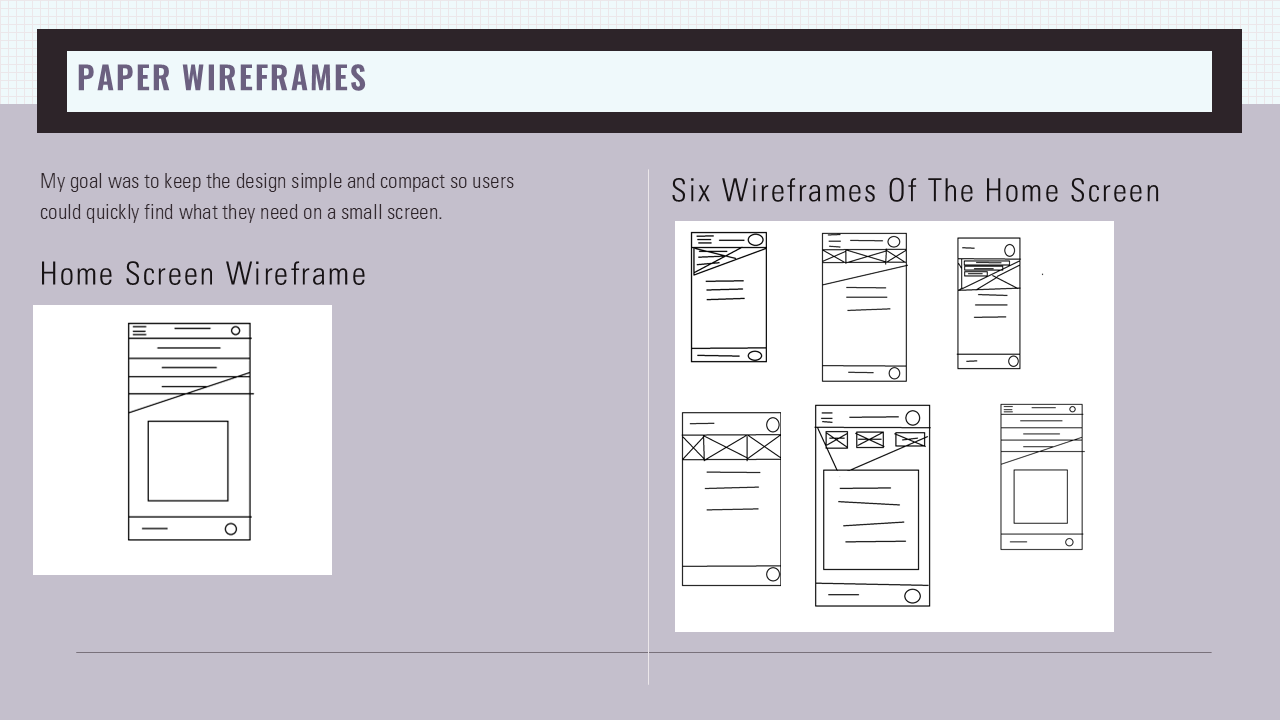 PAPER WIREFRAMES
My goal was to keep the design simple and compact so users
could quickly find what they need on a small screen.
Home Screen Wireframe
Six Wireframes Of The Home Screen